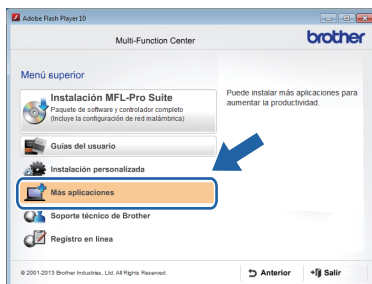 Adobe Flash Player 10
Multi-Function Center
brother
Menú superior
Instalación MFL-Pro Suite
Paquete de software y controlador completo
(Incluye la configuración de red inalámbrica)
Guías del usuario
Instalación personalizada
Más aplicaciones
Soporte técnico de Brother
Registro en línea
Puede instalar más aplicaciones para
aumentar la productividad.
© 2001-2013 Brother Industries, Ltd. All Rights Reserved.
Anterior
Salir